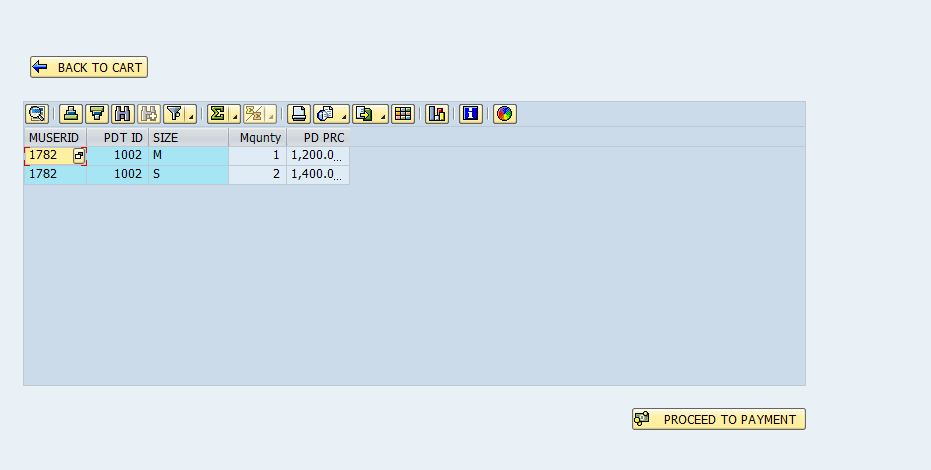 BACK TO CART
MUSERID PDT ID SIZE Mqunty PD PRC
1782 1002 M 1 1,200.0...
1782 1002 S 2 1,400.0...
PROCEED TO PAYMENT